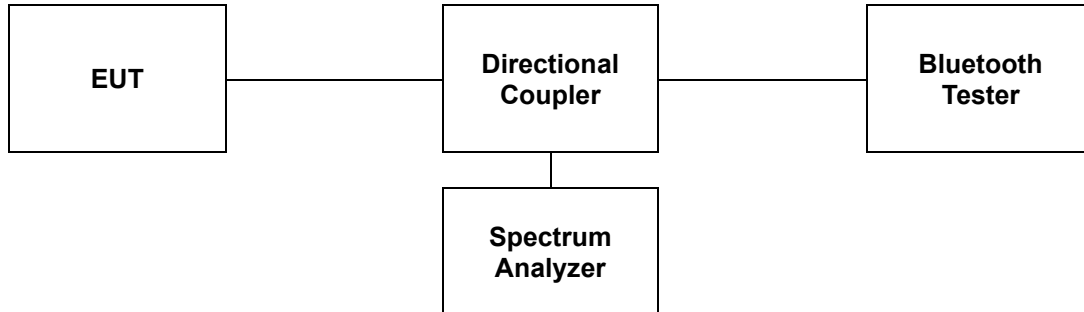 EUT
Directional
Coupler
Bluetooth
Tester
Spectrum
Analyzer